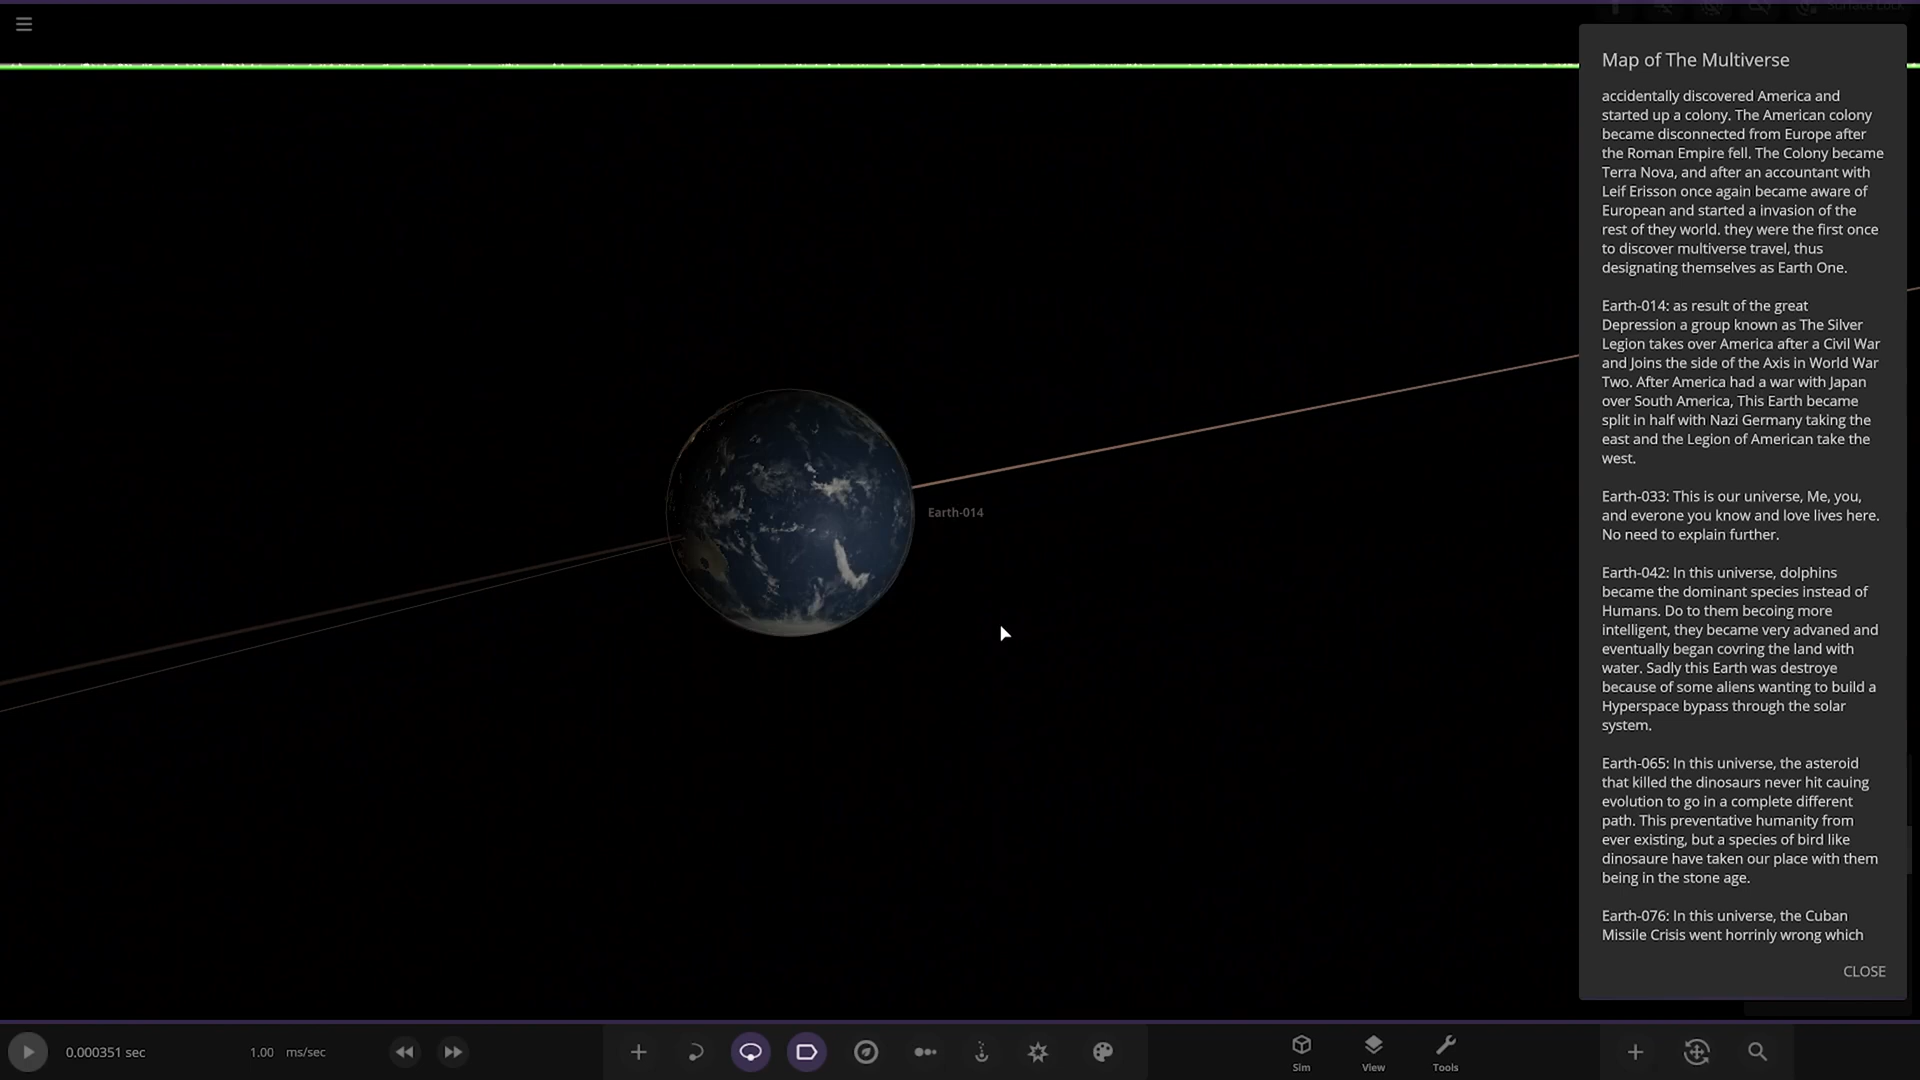 Surface Lock
Map of The Multiverse
accidentally discovered America and
started up a colony. The American colony
became disconnected from Europe after
the Roman Empire fell. The Colony became
Terra Nova, and after an accountant with
Leif Erisson once again became aware of
European and started a invasion of the
rest of they world. they were the first once
to discover multiverse travel, thus
designating themselves as Earth One.
Earth-014: as result of the great
Depression a group known as The Silver
Legion takes over America after a Civil War
and Joins the side of the Axis in World War
Two. After America had a war with Japan
over South America, This Earth became
split in half with Nazi Germany taking the
east and the Legion of American take the
west.
Earth-033: This is our universe, Me, you,
and everone you know and love lives here.
No need to explain further.
Earth-042: In this universe, dolphins
became the dominant species instead of
Humans. Do to them becoing more
intelligent, they became very advaned and
eventually began covring the land with
water. Sadly this Earth was destroye
because of some aliens wanting to build a
Hyperspace bypass through the solar
system.
Earth-065: In this universe, the asteroid
that killed the dinosaurs never hit cauing
evolution to go in a complete different
path. This preventative humanity from
ever existing, but a species of bird like
dinosaure have taken our place with them
being in the stone age.
Earth-076: In this universe, the Cuban
Missile Crisis went horrinly wrong which
CLOSE
Earth-014
0.000351 sec
1.00 ms/sec
Sim
View
Tools